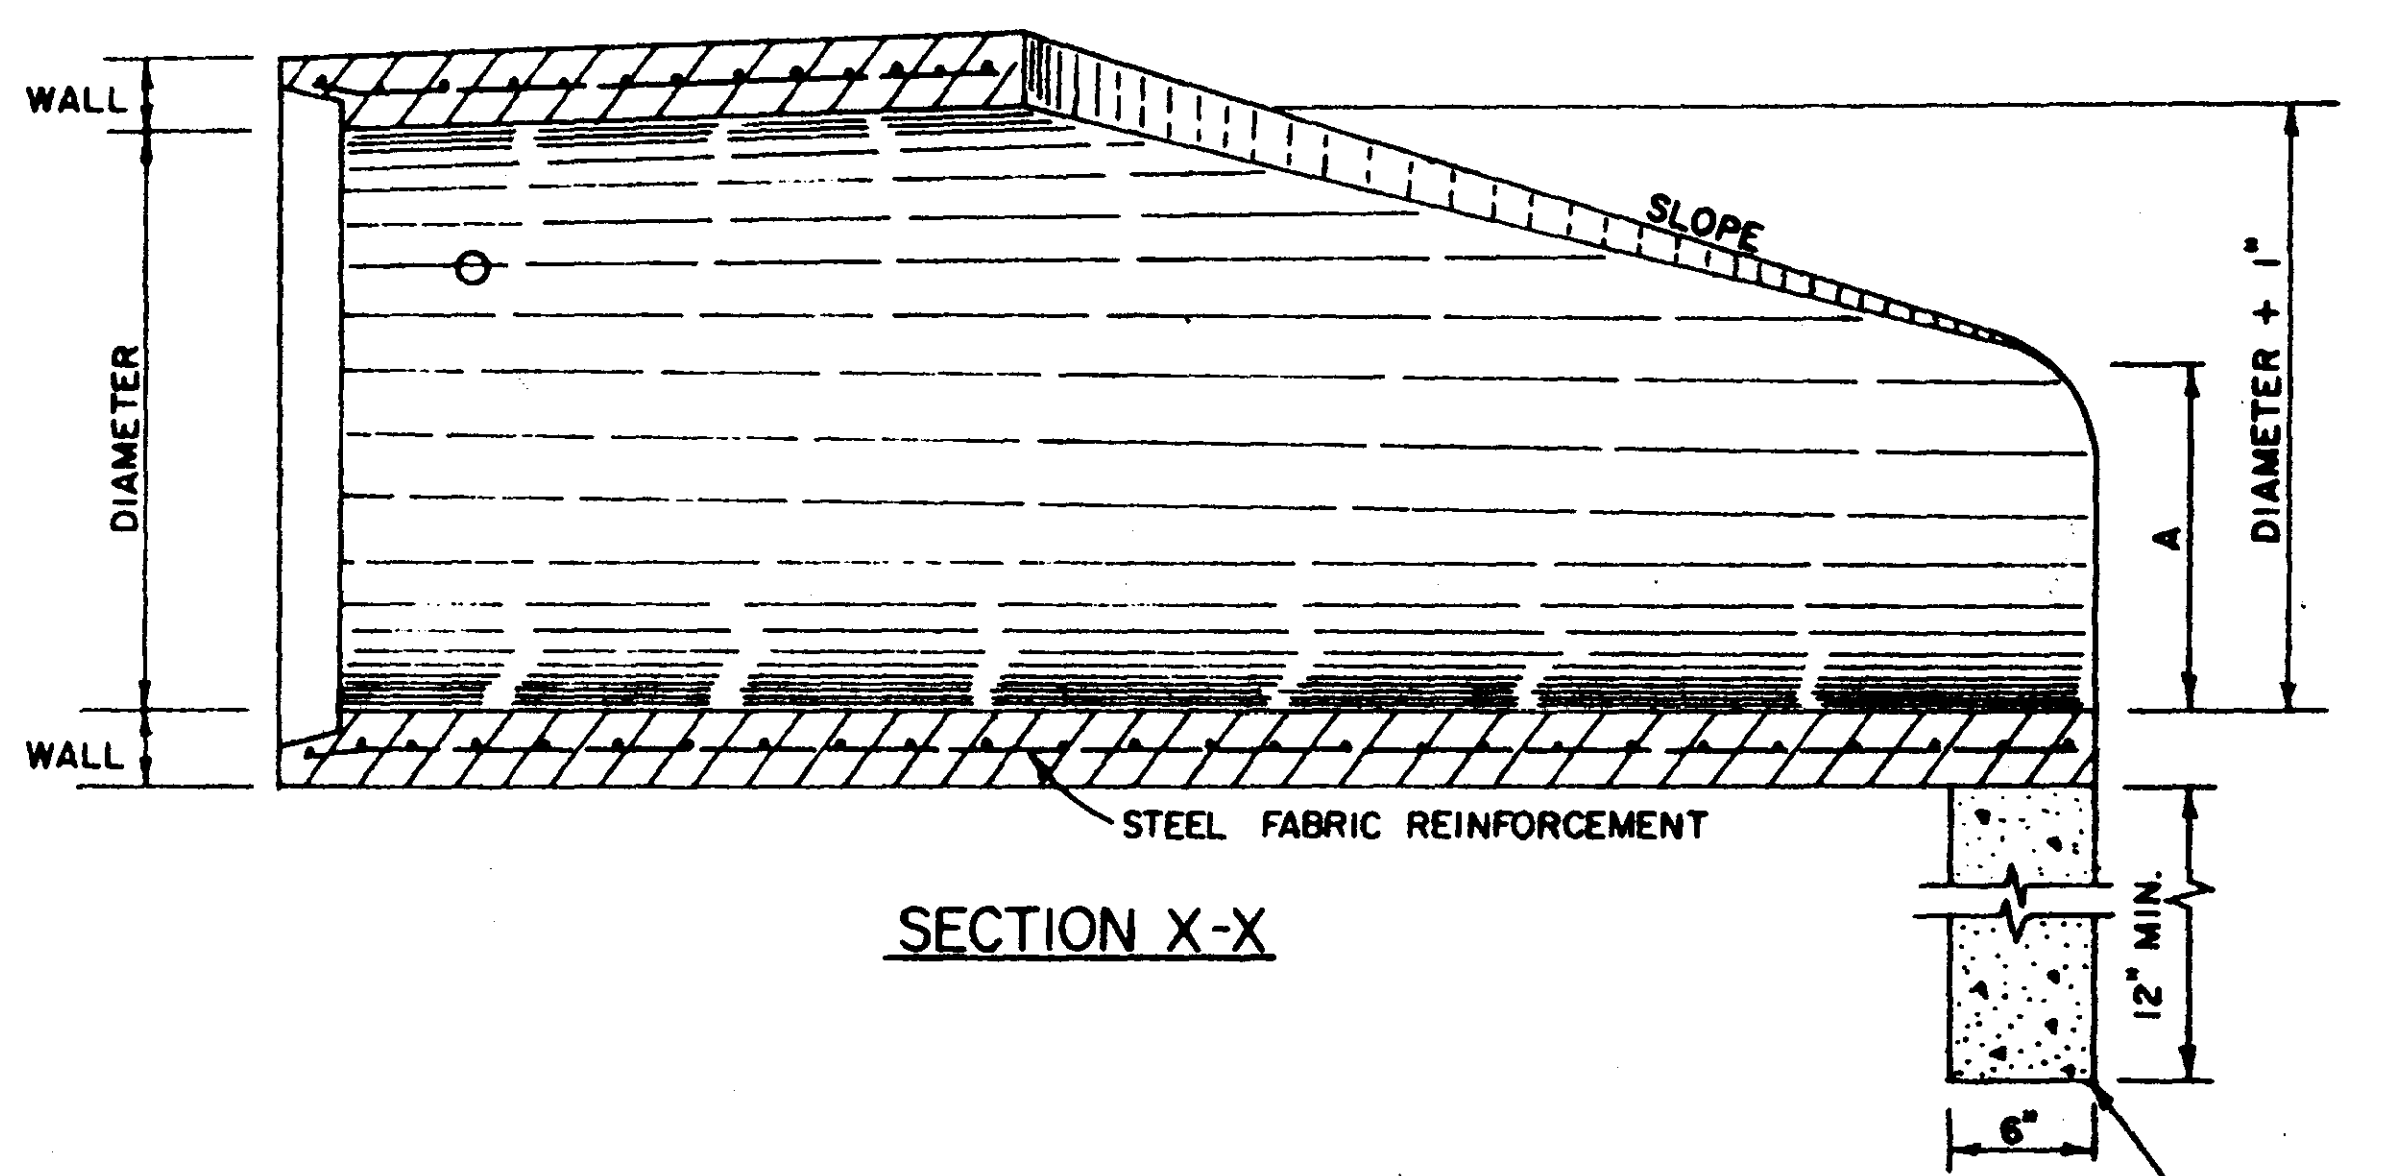 WALL
SLOPE
DIAMETER + 1"
DIAMETER
A
WALL
STEEL FABRIC REINFORCEMENT
SECTION X-X
12" MIN.
6"